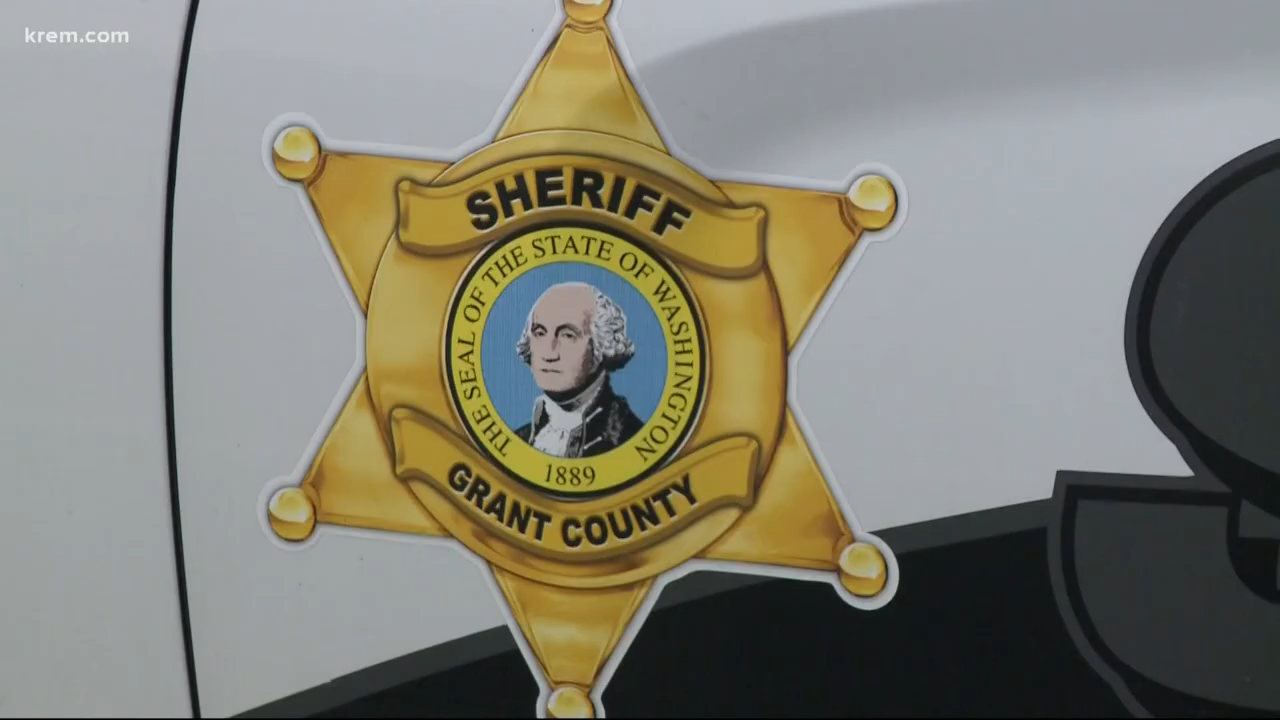 krem.com
SHERIFF
THE SEAL OF THE STATE OF WASHINGTON
1889
GRANT COUNTY